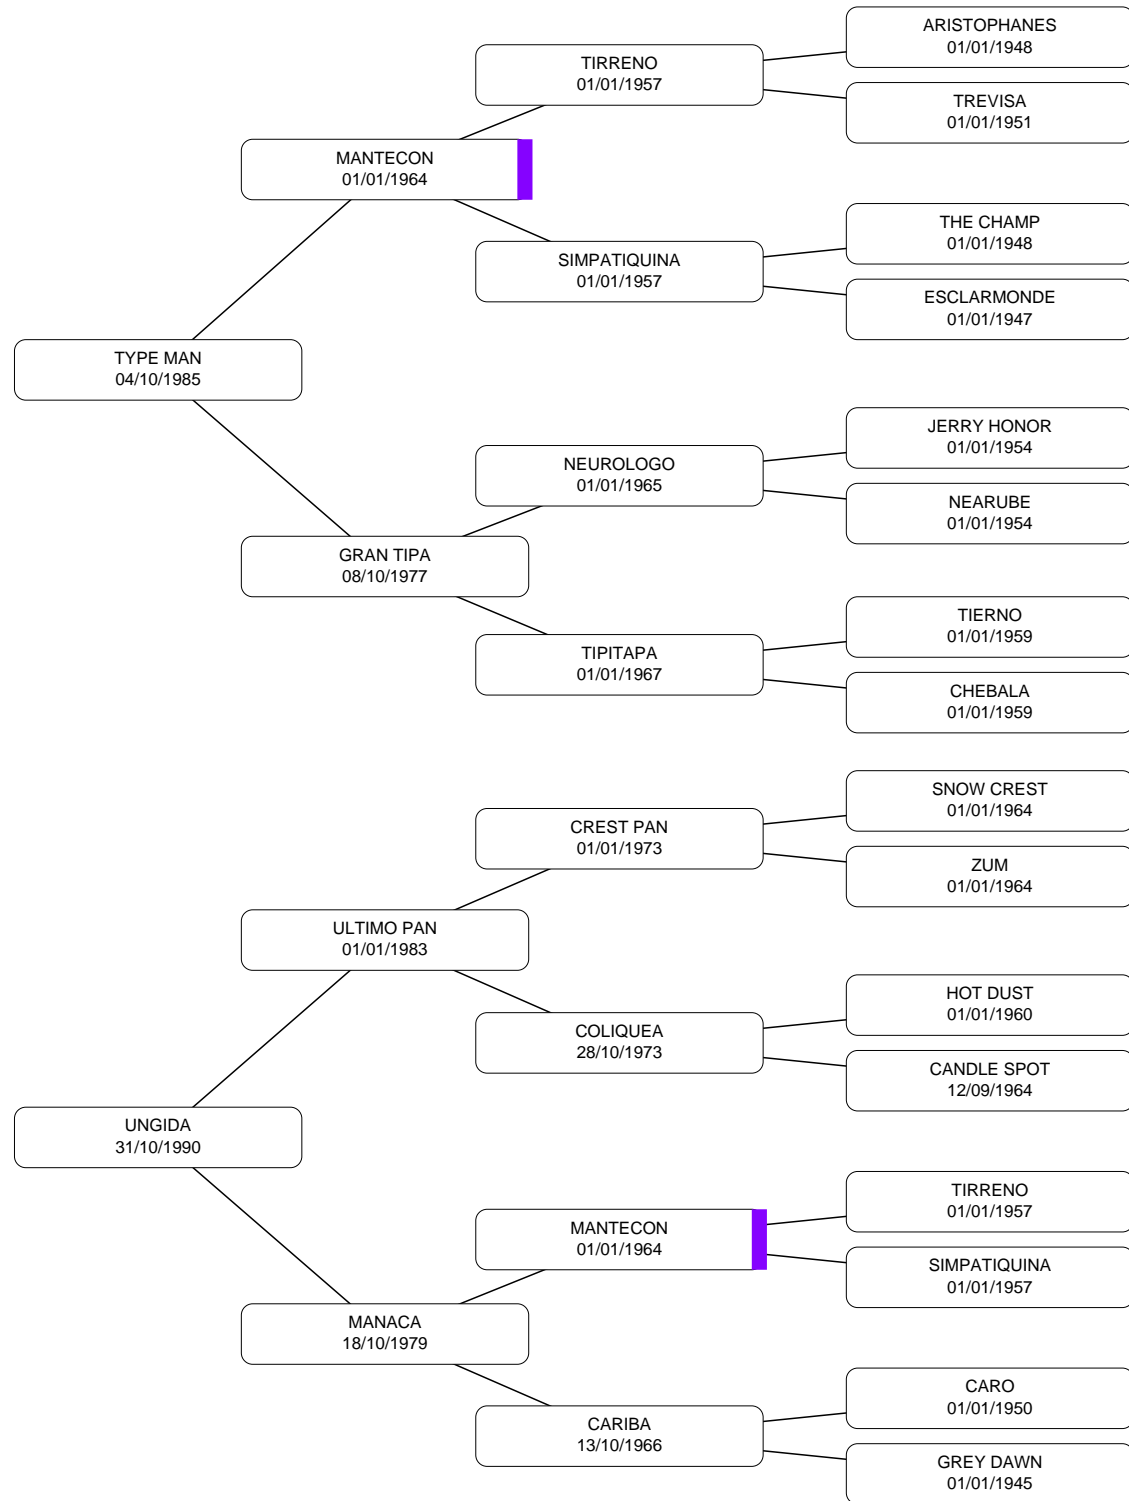 ARISTOPHANES
01/01/1948
TIRRENO
01/01/1957
TREVISA
01/01/1951
MANTECON
01/01/1964
THE CHAMP
01/01/1948
SIMPATIQUINA
01/01/1957
ESCLARMONDE
01/01/1947
TYPE MAN
04/10/1985
JERRY HONOR
01/01/1954
NEUROLOGO
01/01/1965
NEARUBE
01/01/1954
GRAN TIPA
08/10/1977
TIERNO
01/01/1959
TIPITAPA
01/01/1967
CHEBALA
01/01/1959
SNOW CREST
01/01/1964
CREST PAN
01/01/1973
ZUM
01/01/1964
ULTIMO PAN
01/01/1983
HOT DUST
01/01/1960
COLIQUEA
28/10/1973
CANDLE SPOT
12/09/1964
UNGIDA
31/10/1990
TIRRENO
01/01/1957
MANTECON
01/01/1964
SIMPATIQUINA
01/01/1957
MANACA
18/10/1979
CARO
01/01/1950
CARIBA
13/10/1966
GREY DAWN
01/01/1945